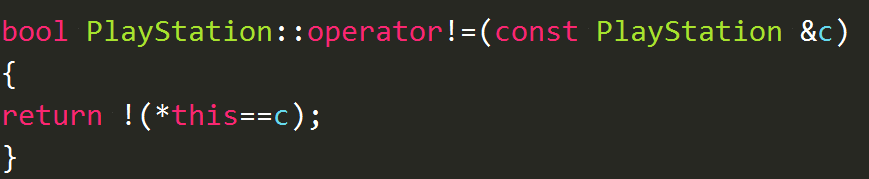 bool PlayStation::operator!=(const PlayStation &c)
{
return !(*this==c);
}